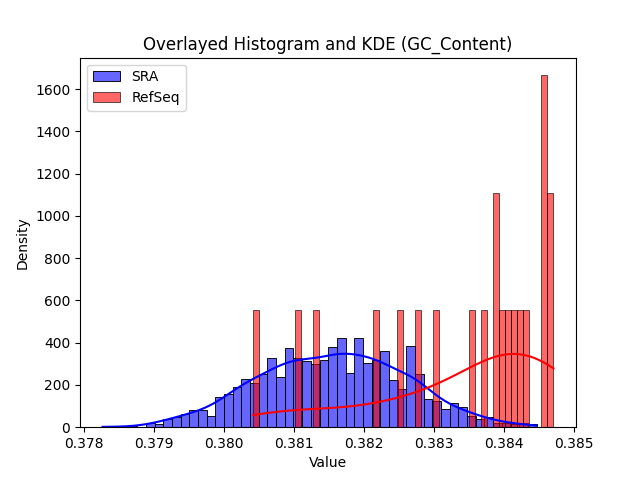 Overlayed Histogram and KDE (GC_Content)
SRA
RefSeq
1600
1400
1200
1000
800
600
400
200
0
Density
0.378 0.379 0.380 0.381 0.382 0.383 0.384 0.385
Value